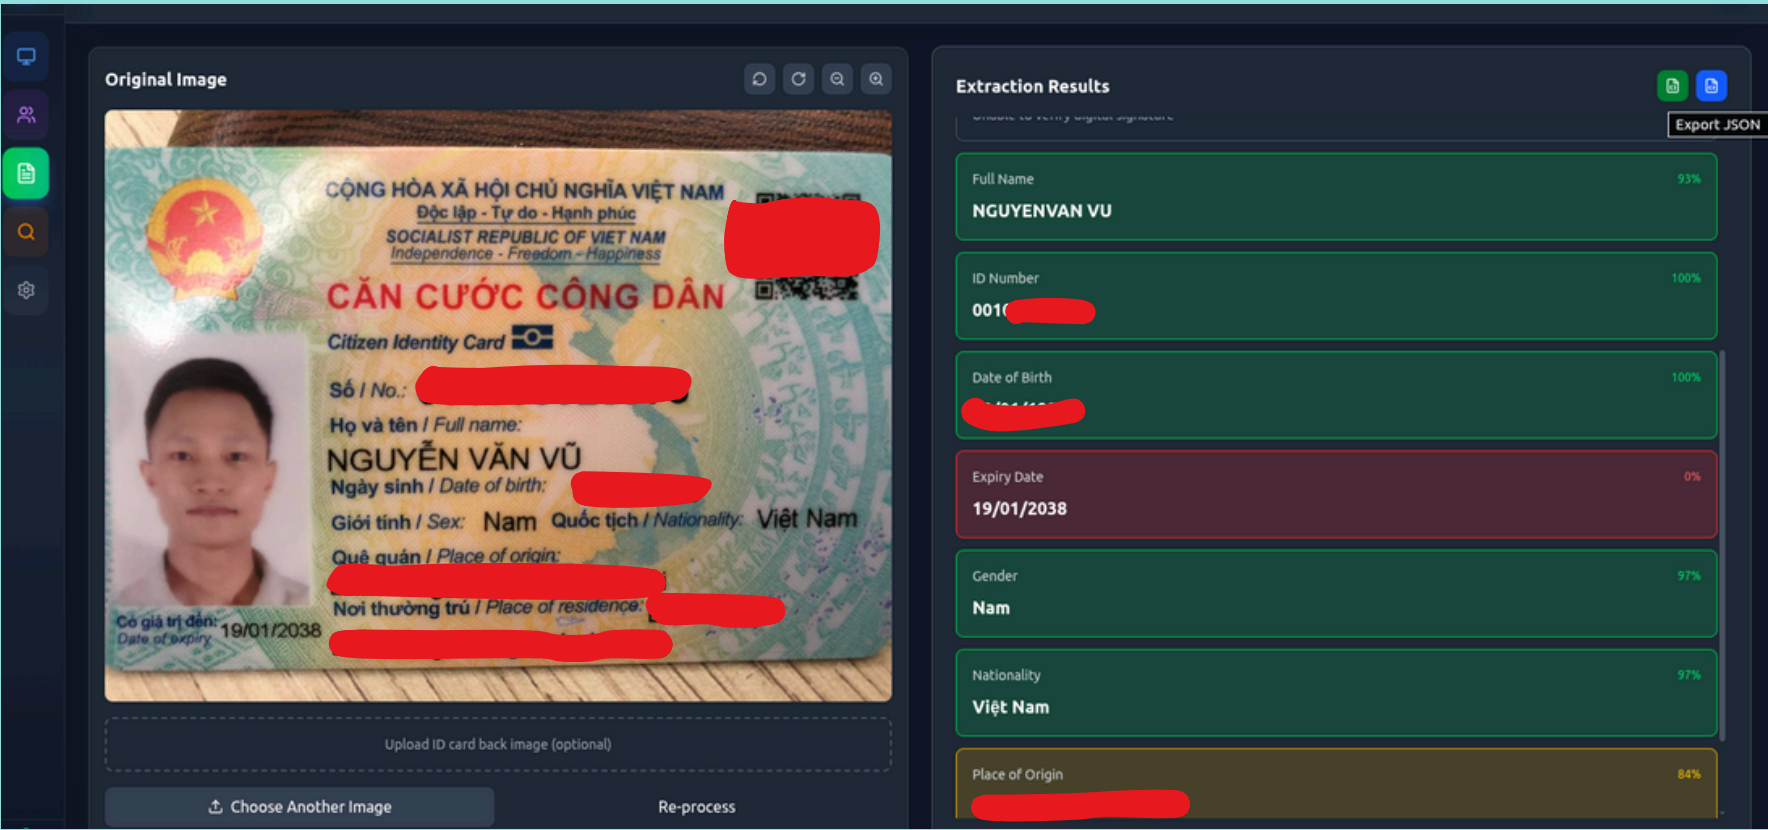 Original Image
CỘNG HÒA XÃ HỘI CHỦ NGHĨA VIỆT NAM
Độc lập - Tự do - Hạnh phúc
SOCIALIST REPUBLIC OF VIET NAM
Independence - Freedom - Happiness
CĂN CƯỚC CÔNG DÂN
Citizen Identity Card
Số / No.:
Họ và tên / Full name:
NGUYỄN VĂN VŨ
Ngày sinh / Date of birth:
Giới tính / Sex: Nam Quốc tịch / Nationality: Việt Nam
Quê quán / Place of origin:
Nơi thường trú / Place of residence:
Có giá trị đến: 19/01/2038
Date of expiry
Upload ID card back image (optional)
Choose Another Image
Re-process
Extraction Results
Unable to verify digital signature
Export JSON
Full Name 93%
NGUYENVAN VU
ID Number 100%
001
Date of Birth 100%
Expiry Date 0%
19/01/2038
Gender 97%
Nam
Nationality 97%
Việt Nam
Place of Origin 84%